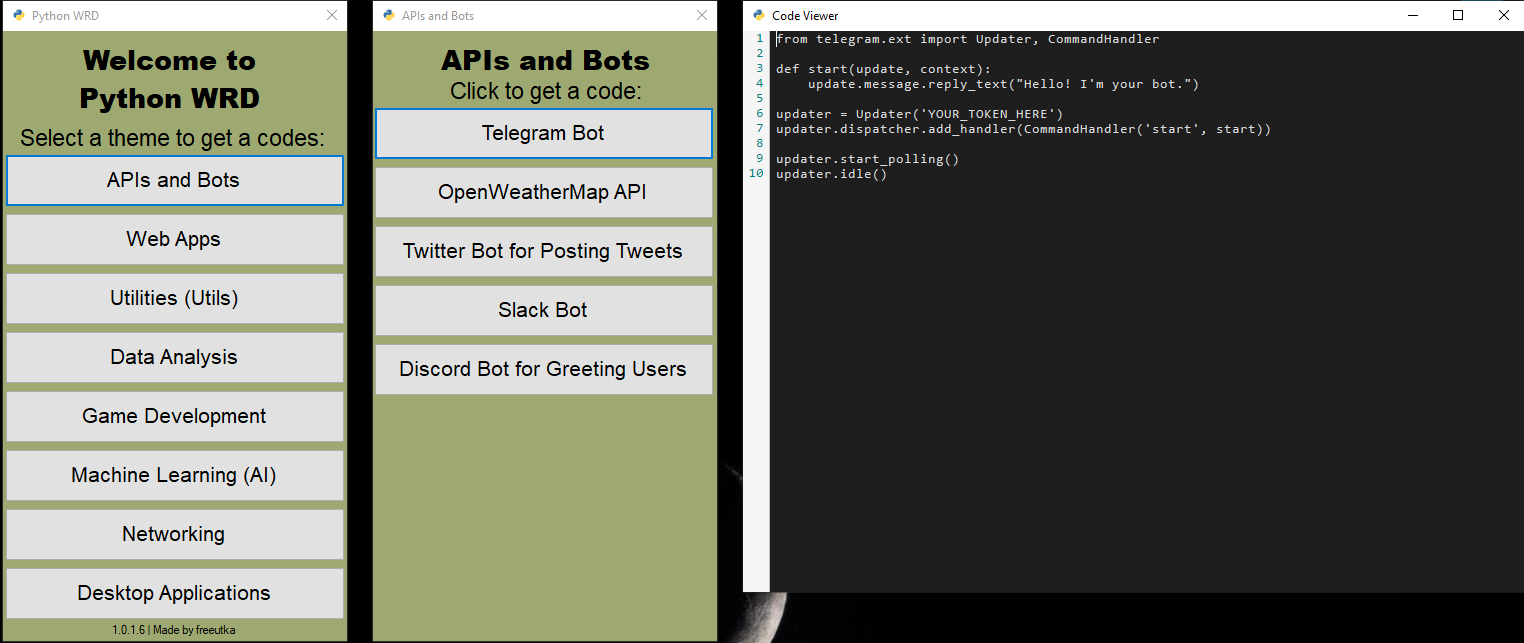 Python WRD
Welcome to
Python WRD
Select a theme to get a codes:
APIs and Bots
Web Apps
Utilities (Utils)
Data Analysis
Game Development
Machine Learning (AI)
Networking
Desktop Applications
1.0.1.6 | Made by freeutka
APIs and Bots
APIs and Bots
Click to get a code:
Telegram Bot
OpenWeatherMap API
Twitter Bot for Posting Tweets
Slack Bot
Discord Bot for Greeting Users
Code Viewer
1 from telegram.ext import Updater, CommandHandler
2
3 def start(update, context):
4     update.message.reply_text("Hello! I'm your bot.")
5
6 updater = Updater('YOUR_TOKEN_HERE')
7 updater.dispatcher.add_handler(CommandHandler('start', start))
8
9 updater.start_polling()
10 updater.idle()